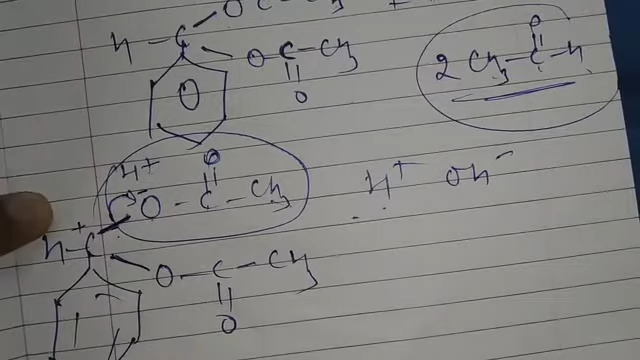 O C
H - C - O - C - CH3
O
O
2 CH3 - C - H
O
H+ O
O- - C - CH3
H+ OH-
H - C+
O - C - CH3
O